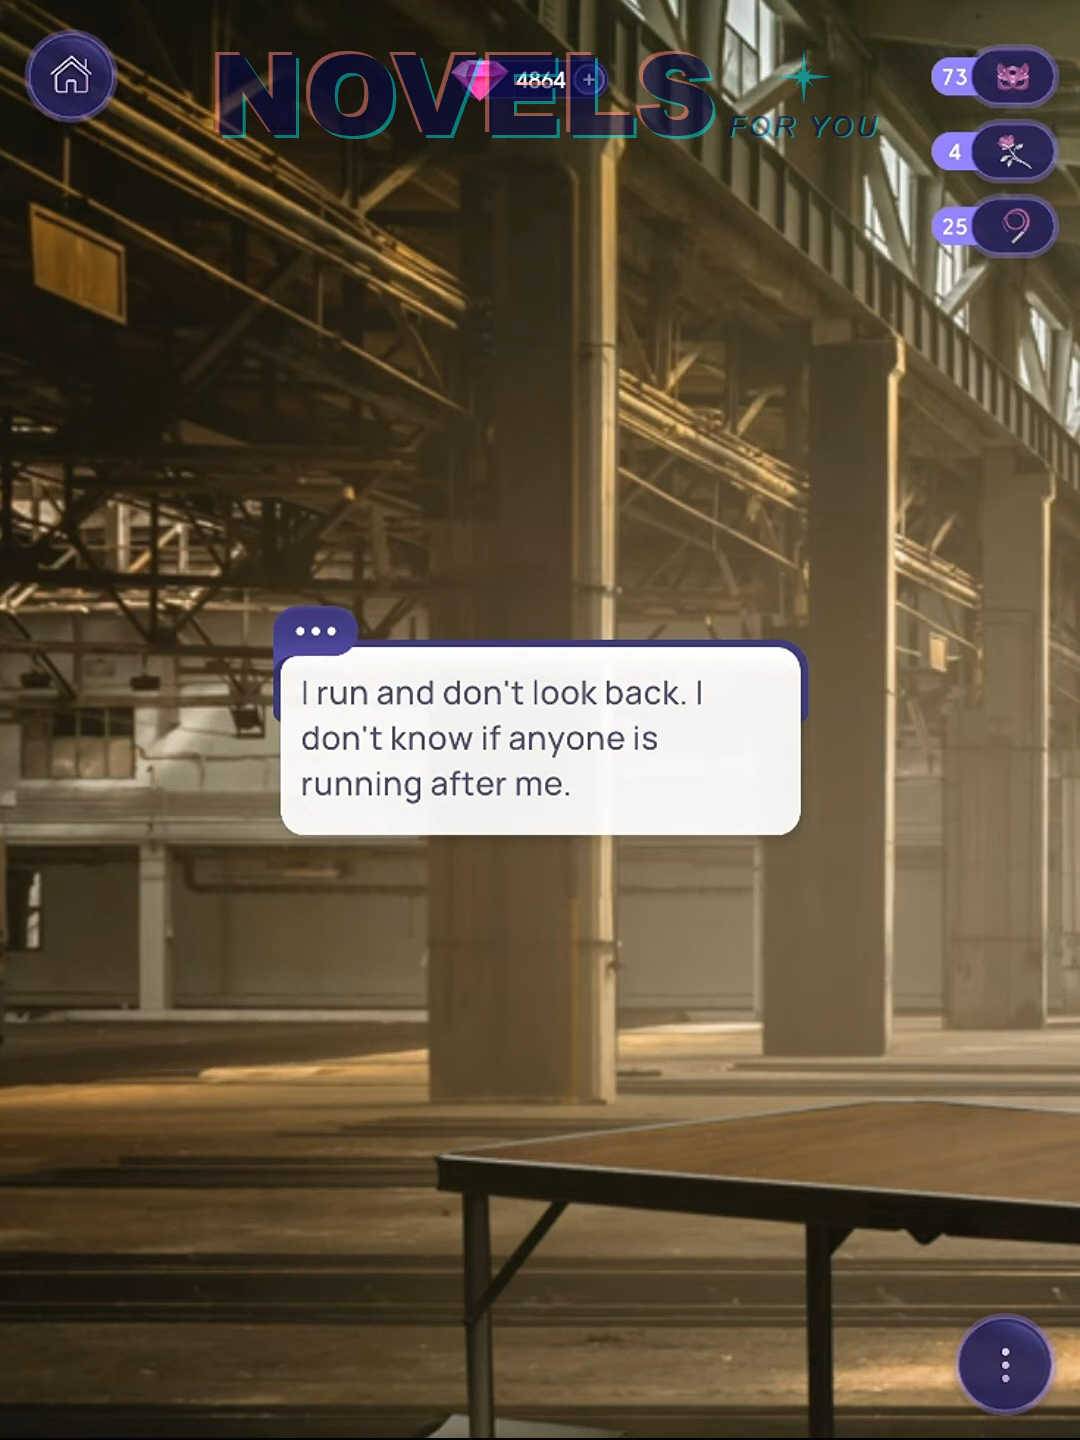 NOVELS FOR YOU
4864 +
73
4
25
I run and don't look back. I
don't know if anyone is
running after me.